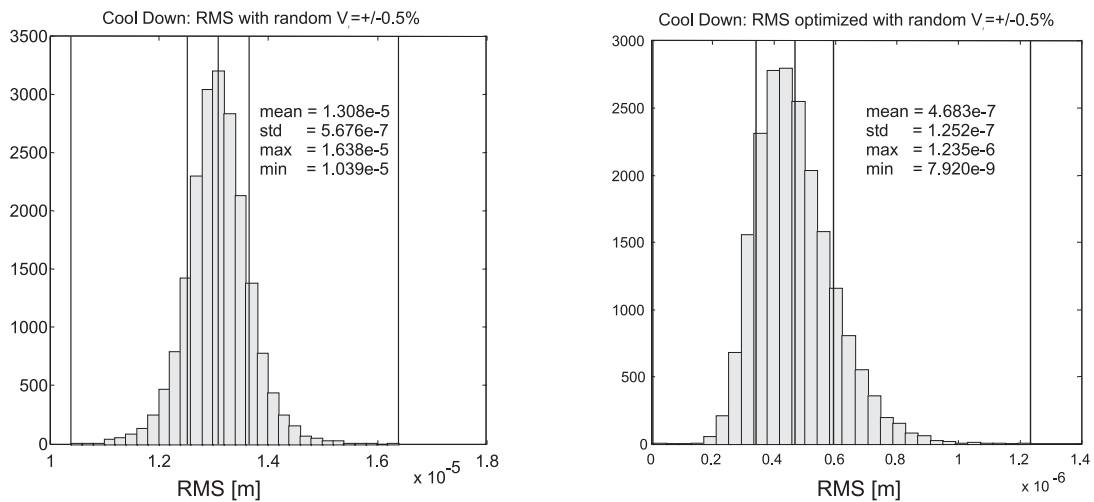 Cool Down: RMS with random V_i=+/-0.5%
3500
3000
2500
2000
1500
1000
500
0
mean = 1.308e-5
std = 5.676e-7
max = 1.638e-5
min = 1.039e-5
1 1.2 1.4 1.6 1.8
x 10^-5
RMS [m]
Cool Down: RMS optimized with random V_i=+/-0.5%
3000
2500
2000
1500
1000
500
0
mean = 4.683e-7
std = 1.252e-7
max = 1.235e-6
min = 7.920e-9
0 0.2 0.4 0.6 0.8 1 1.2 1.4
x 10^-6
RMS [m]